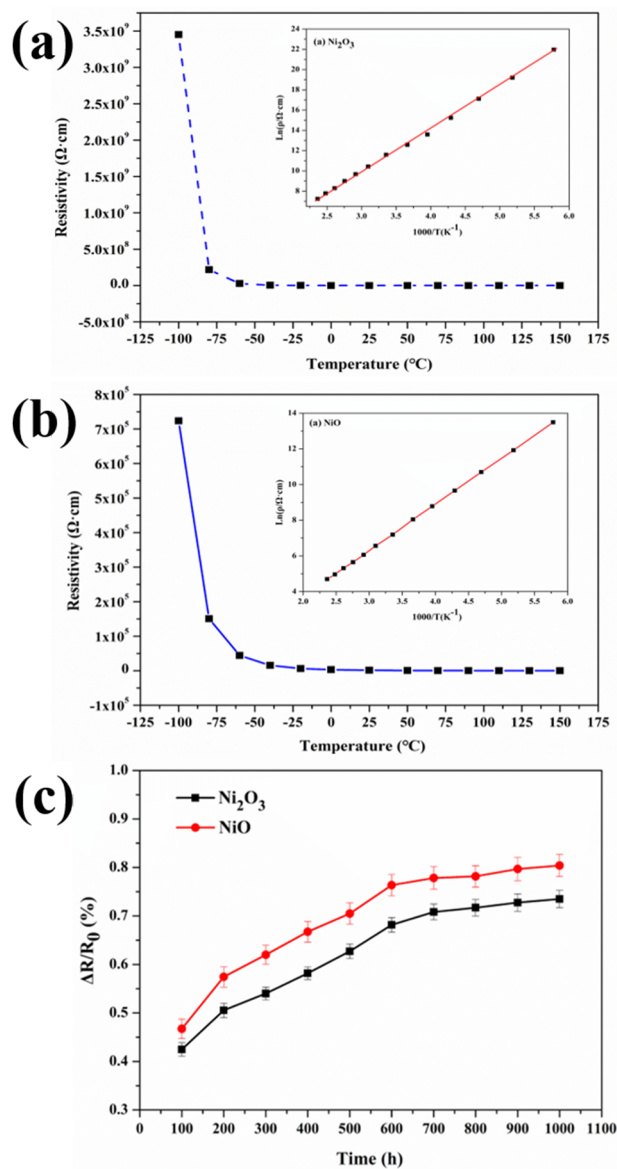 (a)
3.5x10⁹
3.0x10⁹
2.5x10⁹
2.0x10⁹
1.5x10⁹
1.0x10⁹
5.0x10⁸
0.0
-5.0x10⁸
Resistivity (Ω·cm)
-125 -100 -75 -50 -25 0 25 50 75 100 125 150 175
Temperature (°C)
(a) Ni₂O₃
22
20
18
16
14
12
10
8
Ln(ρ/Ω·cm)
2.5 3.0 3.5 4.0 4.5 5.0 5.5 6.0
1000/T(K⁻¹)
(b)
8x10⁵
7x10⁵
6x10⁵
5x10⁵
4x10⁵
3x10⁵
2x10⁵
1x10⁵
0
-1x10⁵
Resistivity (Ω·cm)
-125 -100 -75 -50 -25 0 25 50 75 100 125 150 175
Temperature (°C)
(a) NiO
14
12
10
8
6
4
Ln(ρ/Ω·cm)
2.0 2.5 3.0 3.5 4.0 4.5 5.0 5.5 6.0
1000/T(K⁻¹)
(c)
1.0
0.9
0.8
0.7
0.6
0.5
0.4
0.3
ΔR/R₀ (%)
Ni₂O₃
NiO
0 100 200 300 400 500 600 700 800 900 1000 1100
Time (h)